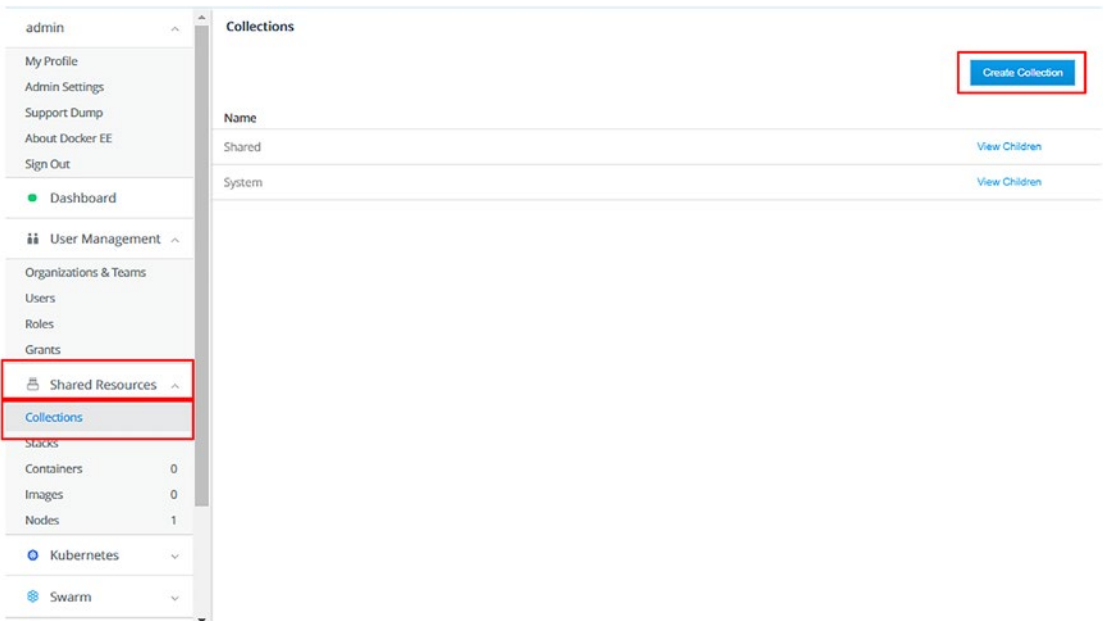 admin
My Profile
Admin Settings
Support Dump
About Docker EE
Sign Out
Dashboard
User Management
Organizations & Teams
Users
Roles
Grants
Shared Resources
Collections
Stacks
Containers 0
Images 0
Nodes 1
Kubernetes
Swarm
Collections
Create Collection
Name
Shared View Children
System View Children